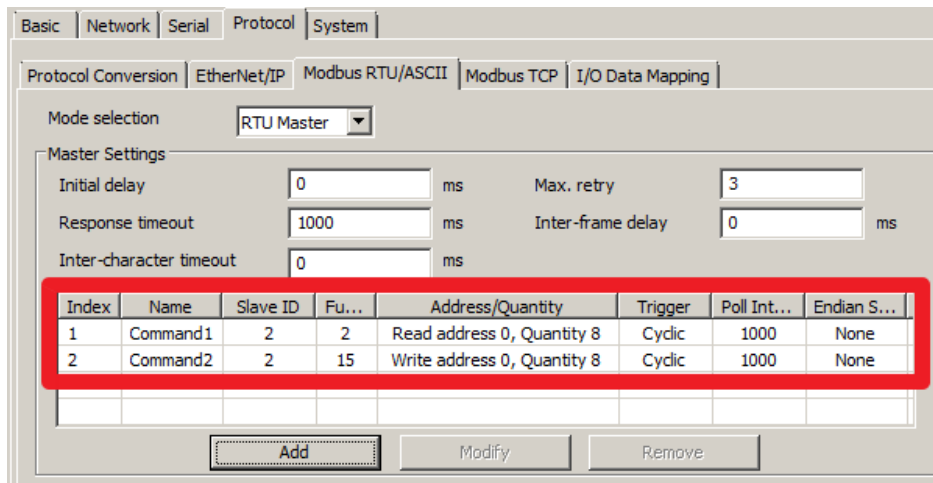 Basic Network Serial Protocol System
Protocol Conversion EtherNet/IP Modbus RTU/ASCII Modbus TCP I/O Data Mapping
Mode selection RTU Master
Master Settings
Initial delay 0 ms Max. retry 3
Response timeout 1000 ms Inter-frame delay 0 ms
Inter-character timeout 0 ms
Index Name Slave ID Fu... Address/Quantity Trigger Poll Int... Endian S...
1 Command1 2 2 Read address 0, Quantity 8 Cyclic 1000 None
2 Command2 2 15 Write address 0, Quantity 8 Cyclic 1000 None
Add Modify Remove